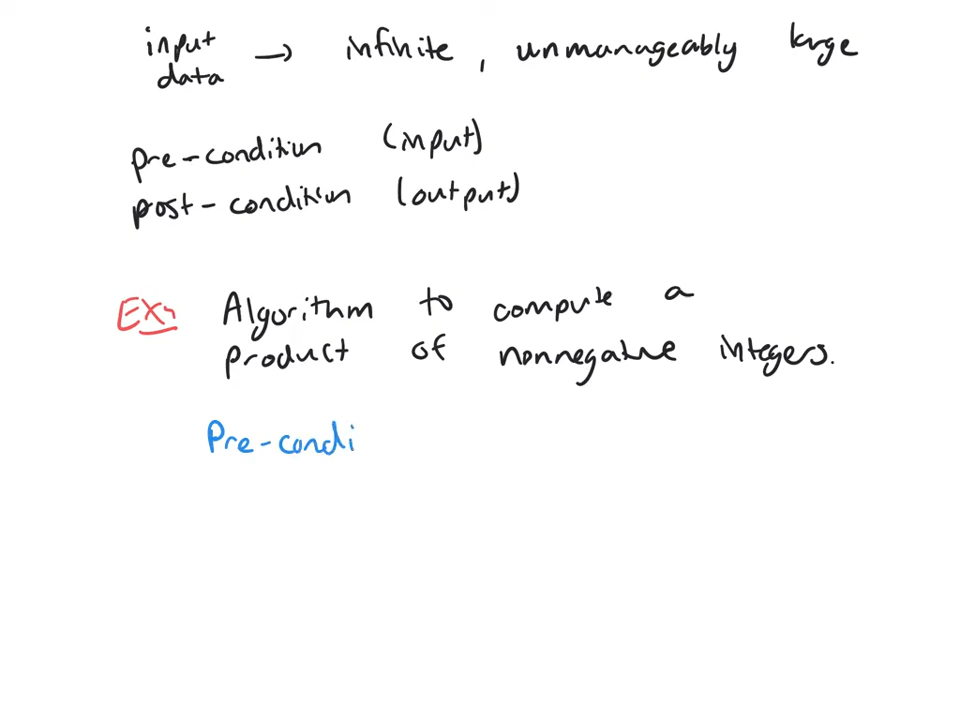 input data → infinite, unmanageably large
pre-condition (input)
post-condition (output)
Ex: Algorithm to compute a
product of nonnegative integers.
Pre-condi